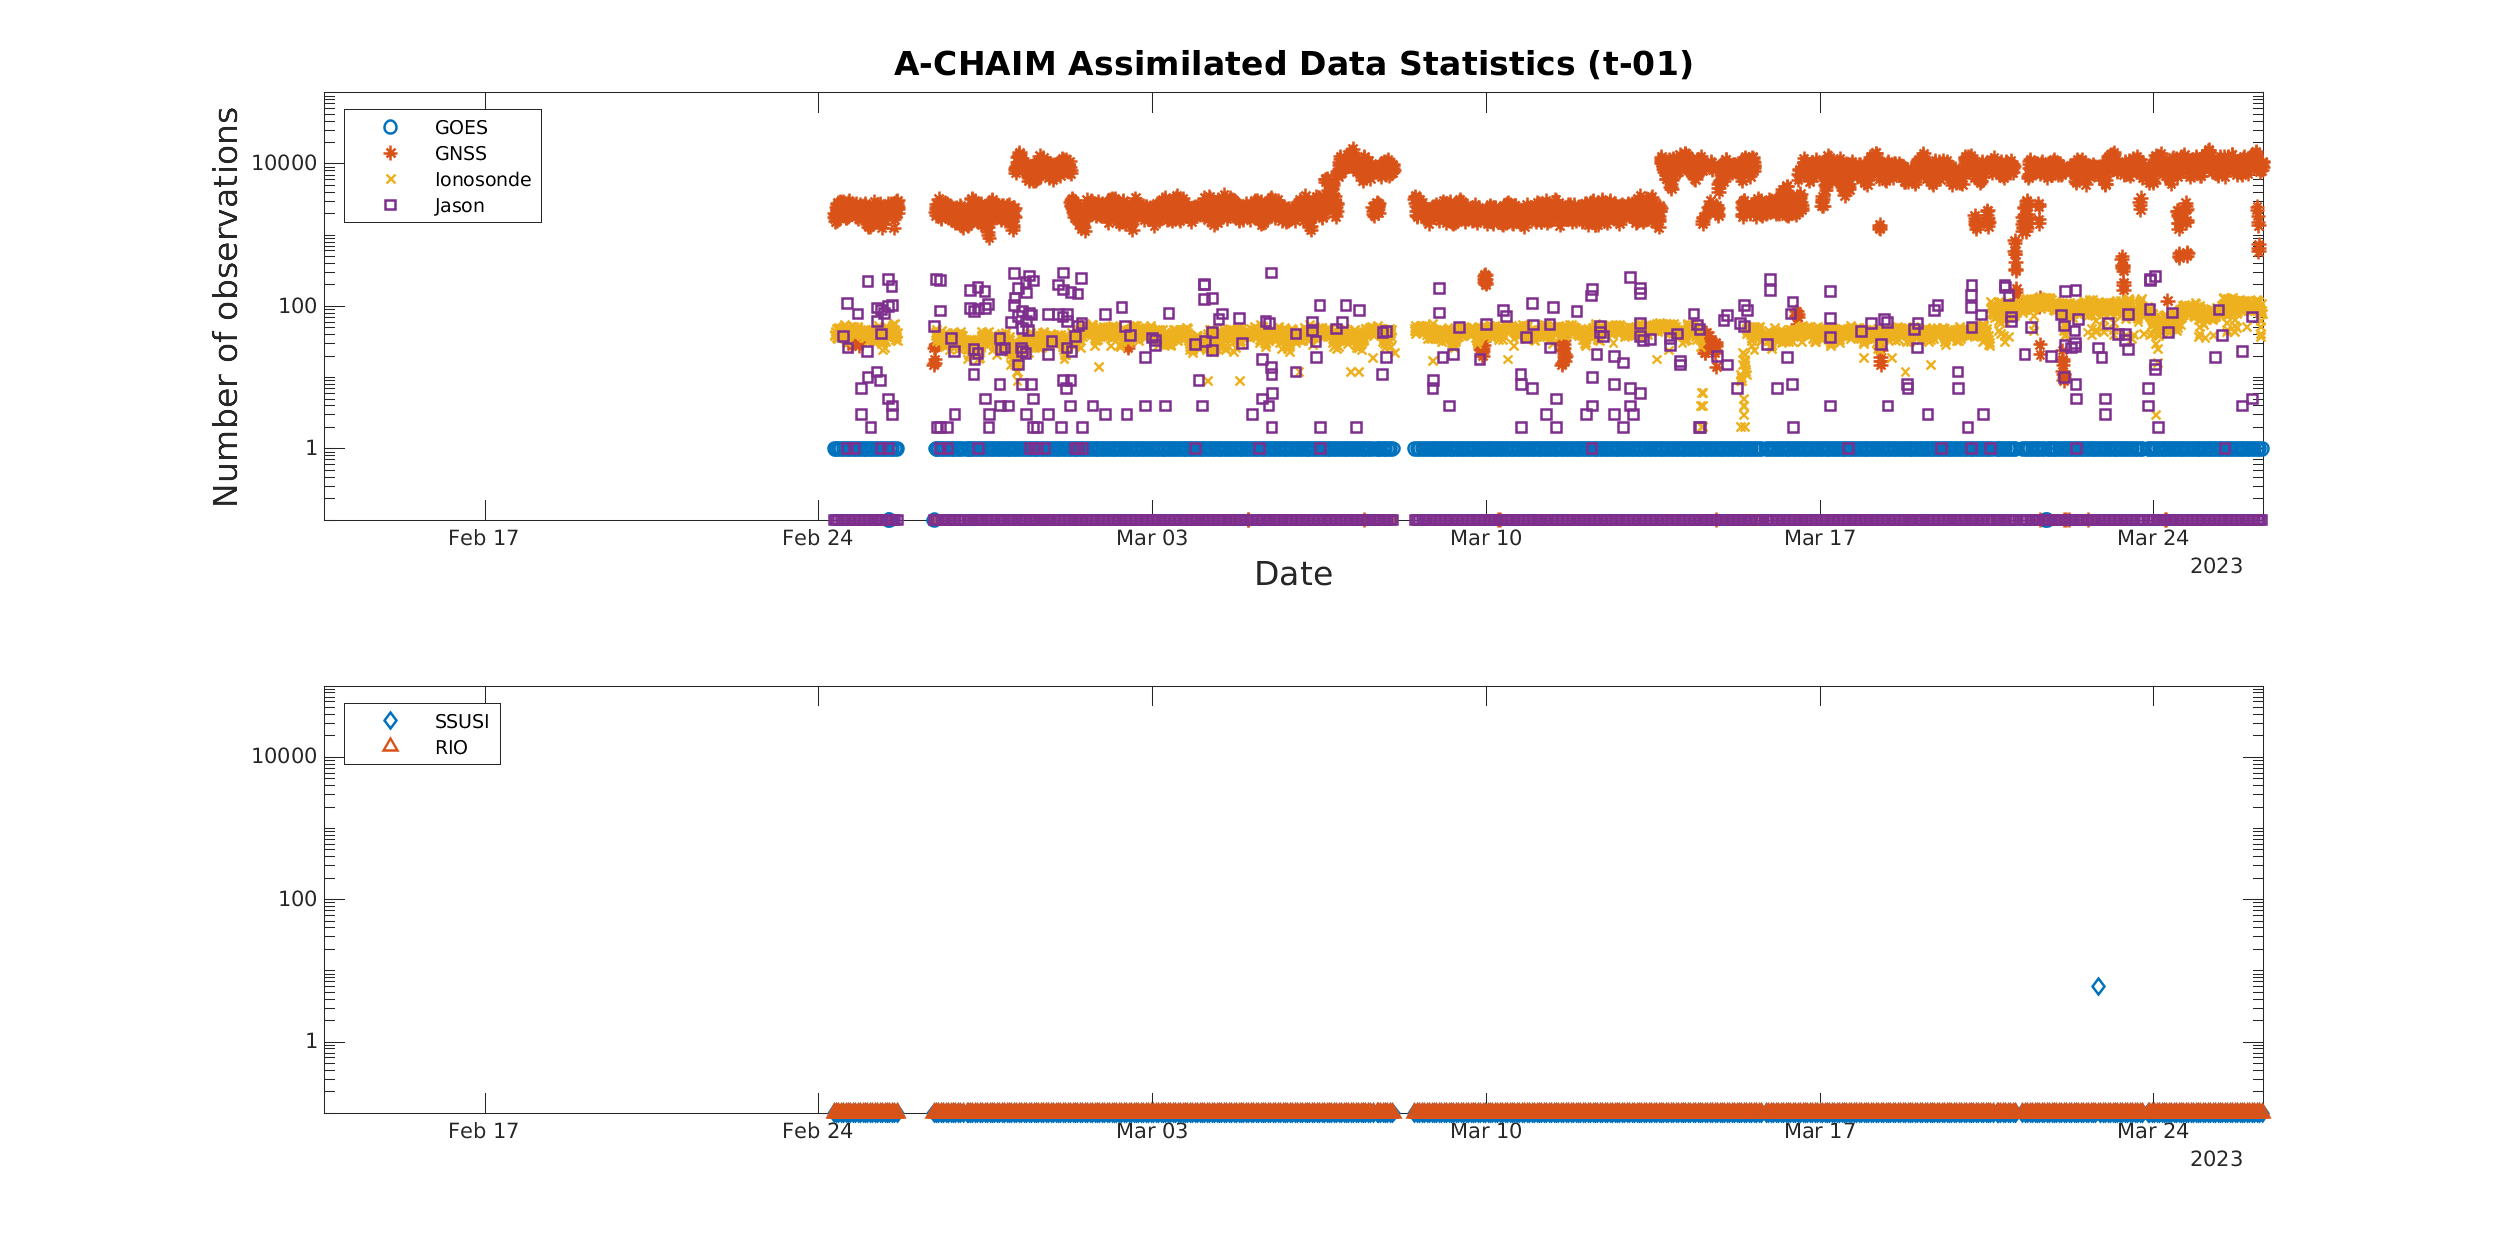 A-CHAIM Assimilated Data Statistics (t-01)
Number of observations
10000
100
1
GOES
GNSS
Ionosonde
Jason
Feb 17 Feb 24 Mar 03 Mar 10 Mar 17 Mar 24
2023
Date
10000
100
1
SSUSI
RIO
Feb 17 Feb 24 Mar 03 Mar 10 Mar 17 Mar 24
2023